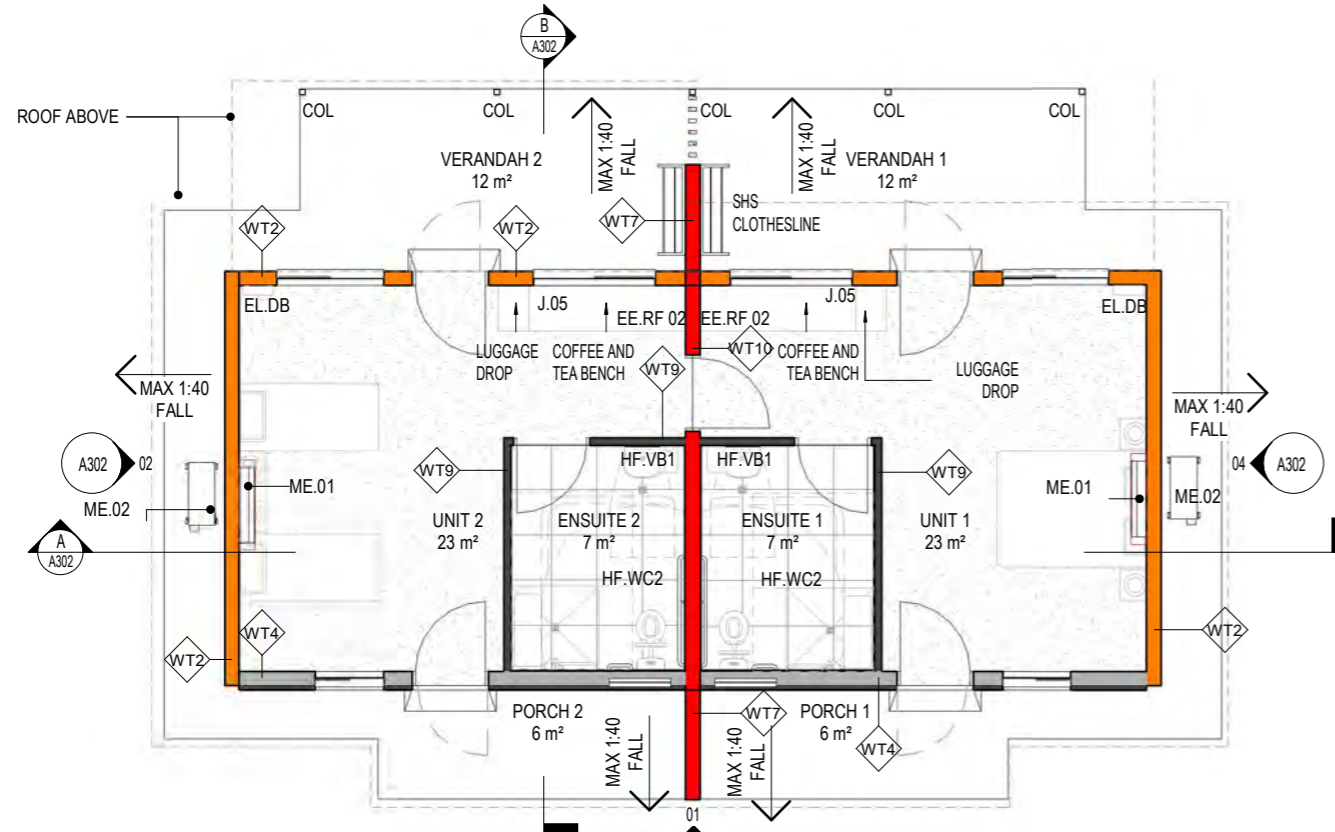 B
A302
ROOF ABOVE
COL
COL
COL
COL
COL
MAX 1:40
FALL
MAX 1:40
FALL
VERANDAH 2
12 m²
VERANDAH 1
12 m²
SHS
CLOTHESLINE
WT2
WT2
WT7
EL.DB
J.05
EE.RF 02
EE.RF 02
J.05
EL.DB
LUGGAGE
DROP
COFFEE AND
TEA BENCH
WT9
WT10
COFFEE AND
TEA BENCH
LUGGAGE
DROP
MAX 1:40
FALL
MAX 1:40
FALL
A302
02
ME.02
ME.01
WT9
HF.VB1
HF.VB1
WT9
ME.01
ME.02
04
A302
UNIT 2
23 m²
ENSUITE 2
7 m²
ENSUITE 1
7 m²
UNIT 1
23 m²
A
A302
HF.WC2
HF.WC2
WT4
WT2
WT2
PORCH 2
6 m²
MAX 1:40
FALL
MAX 1:40
FALL
WT7
PORCH 1
6 m²
WT4
01